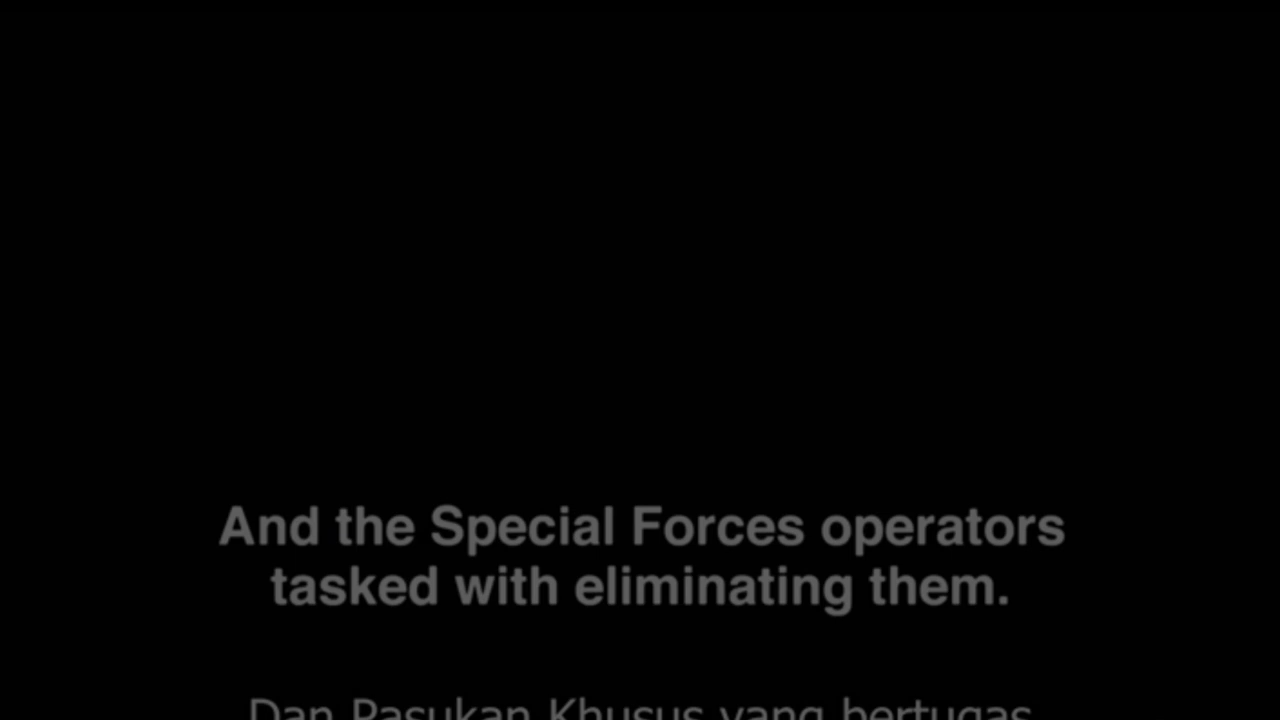 And the Special Forces operators
tasked with eliminating them.
Dan Pasukan Khusus yang bertugas